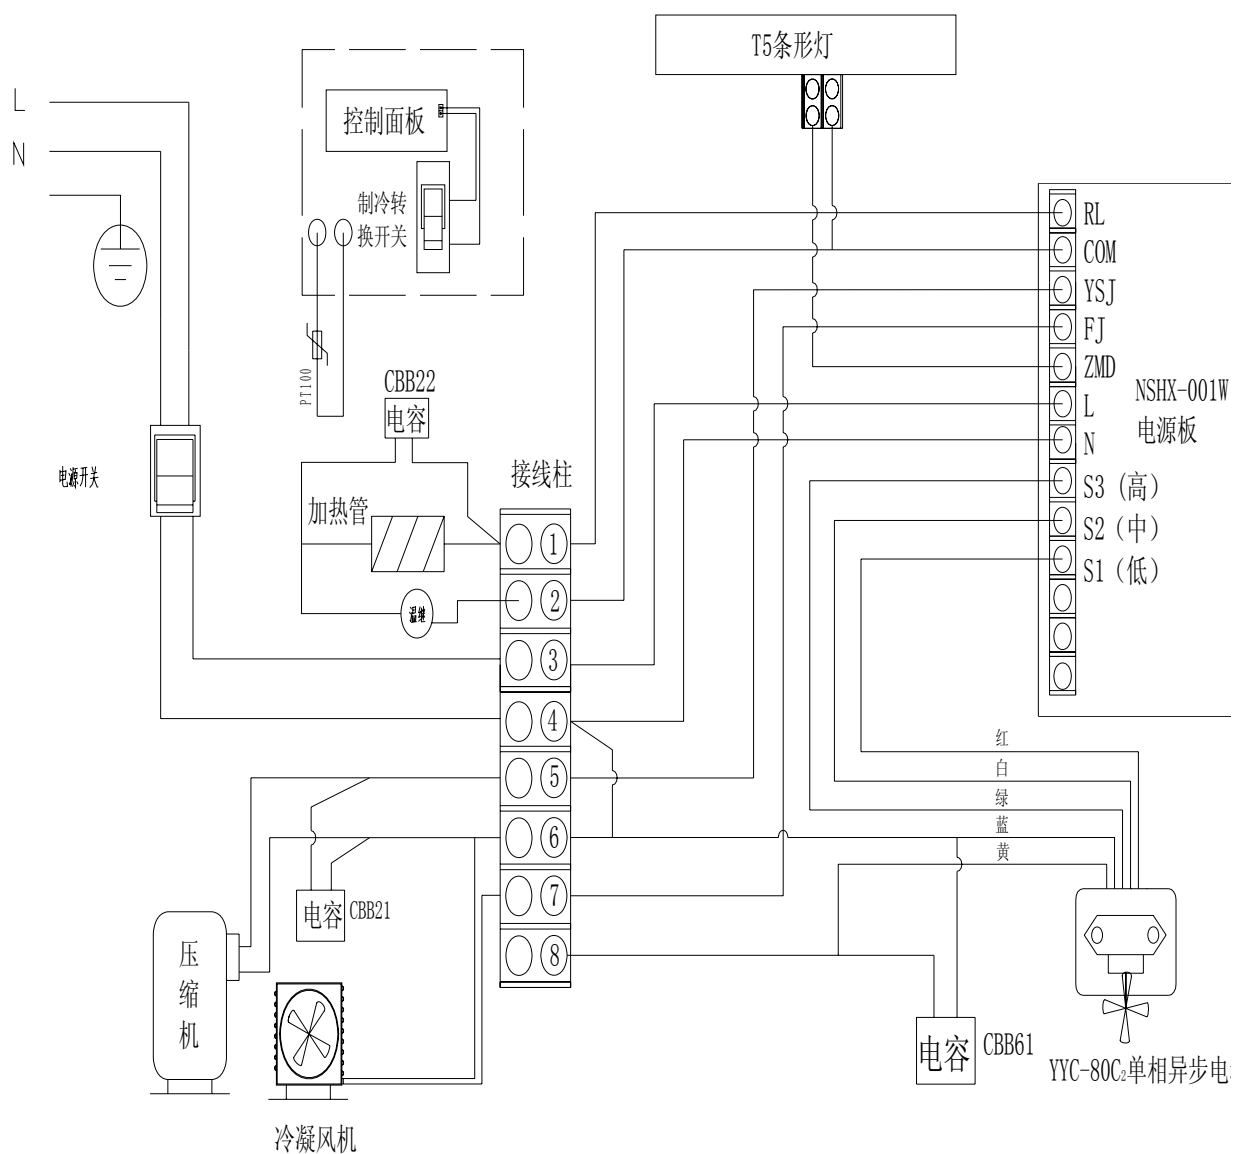 T5条形灯
L
N
控制面板
制冷转
换开关
PT100
RL
COM
YSJ
FJ
ZMD
L
N
S3 (高)
S2 (中)
S1 (低)
NSHX-001W
电源板
CBB22
电容
电源开关
接线柱
加热管
温继
1
2
3
4
5
6
7
8
红
白
绿
蓝
黄
电容
CBB21
压
缩
机
冷凝风机
电容
CBB61
YYC-80C₂单相异步电